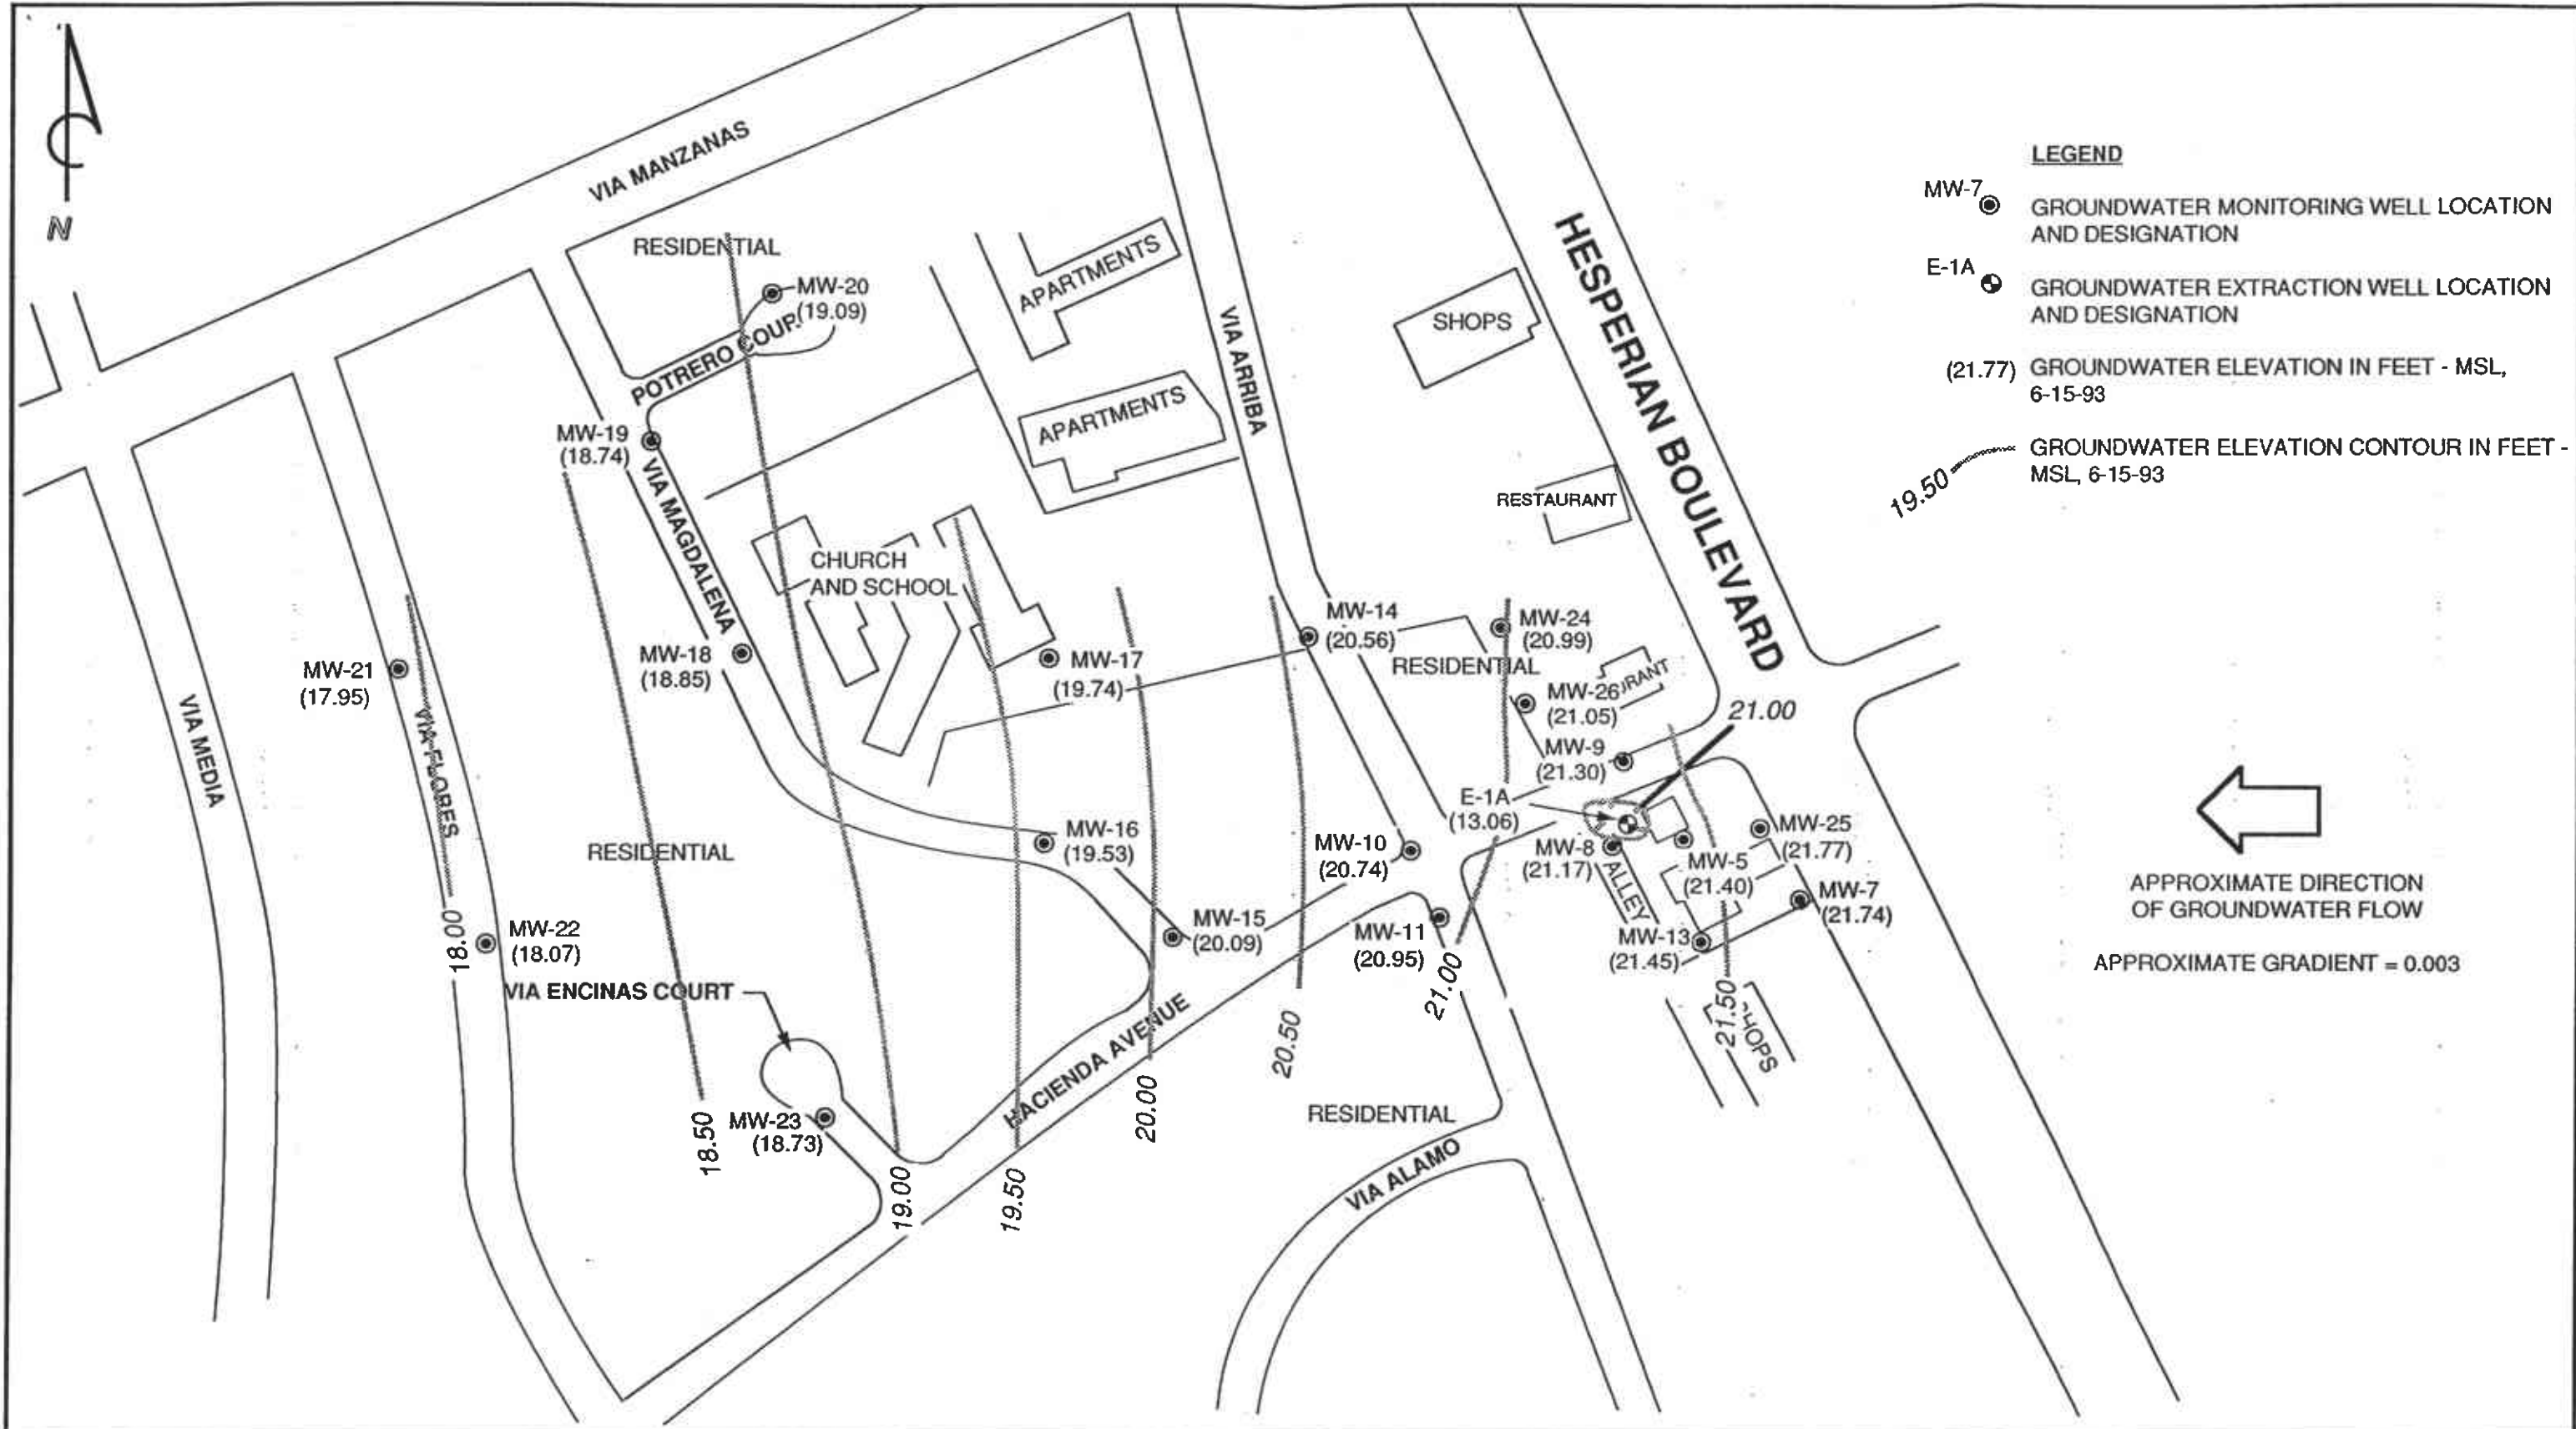 N
VIA MANZANAS
RESIDENTIAL
MW-20
(19.09)
POTRERO COUR
APARTMENTS
APARTMENTS
VIA ARRIBA
SHOPS
HESPERIAN BOULEVARD
RESTAURANT
LEGEND
MW-7
GROUNDWATER MONITORING WELL LOCATION
AND DESIGNATION
E-1A
GROUNDWATER EXTRACTION WELL LOCATION
AND DESIGNATION
(21.77)
GROUNDWATER ELEVATION IN FEET - MSL,
6-15-93
19.50
GROUNDWATER ELEVATION CONTOUR IN FEET -
MSL, 6-15-93
MW-19
(18.74)
VIA MAGDALENA
CHURCH
AND SCHOOL
MW-18
(18.85)
MW-17
(19.74)
MW-14
(20.56)
MW-24
(20.99)
RESIDENTIAL
MW-26
(21.05)
URANT
21.00
MW-9
(21.30)
MW-21
(17.95)
VIA MEDIA
VIA FLORES
RESIDENTIAL
MW-16
(19.53)
E-1A
(13.06)
MW-10
(20.74)
MW-8
(21.17)
ALLEY
MW-5
(21.40)
MW-25
(21.77)
MW-7
(21.74)
MW-22
(18.07)
18.00
MW-15
(20.09)
MW-11
(20.95)
MW-13
(21.45)
VIA ENCINAS COURT
21.00
21.50
SHOPS
HACIENDA AVENUE
MW-23
(18.73)
18.50
19.00
19.50
20.00
20.50
RESIDENTIAL
VIA ALAMO
APPROXIMATE DIRECTION
OF GROUNDWATER FLOW
APPROXIMATE GRADIENT = 0.003